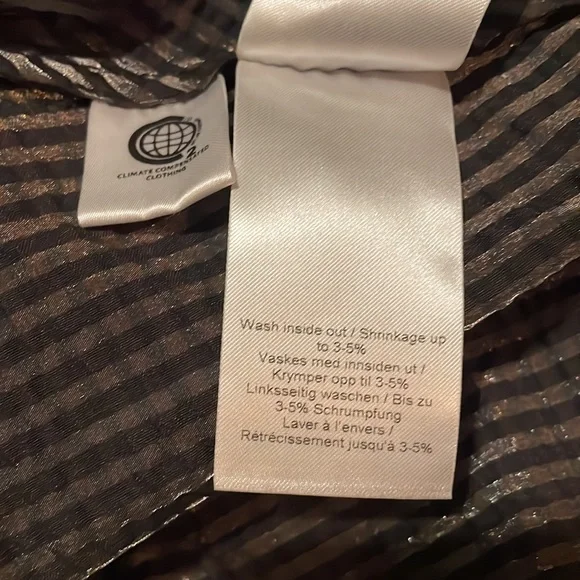 CLIMATE COMPENSATED
CLOTHING
Wash inside out / Shrinkage up
to 3-5%
Vaskes med innsiden ut /
Krymper opp til 3-5%
Linksseitig waschen / Bis zu
3-5% Schrumpfung
Laver à l'envers /
Rétrécissement jusqu'à 3-5%